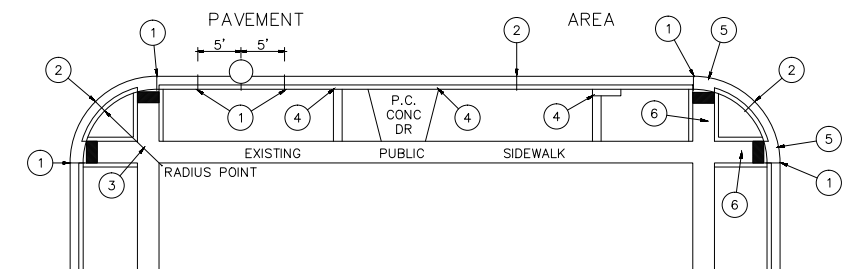 PAVEMENT AREA
1 5' 5' 2 1 5
2 2
1 4 P.C. 4 4 6
CONC
DR
5
EXISTING PUBLIC SIDEWALK
1 RADIUS POINT 1
3 6